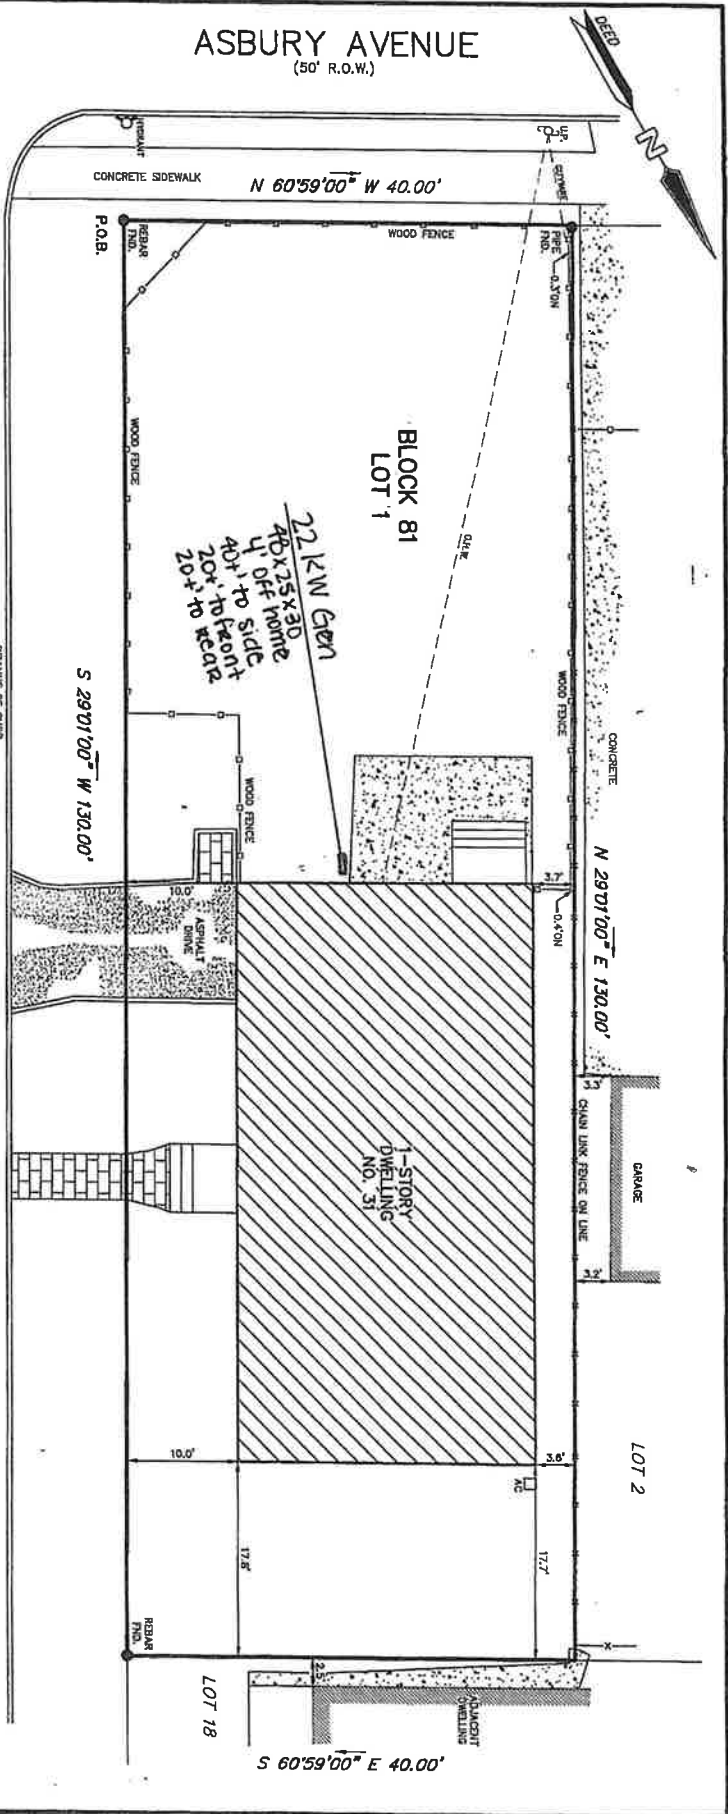 ASBURY AVENUE
(50' R.O.W.)
DEED
N
HYDRANT
U.P.
GUYWIRE
CONCRETE SIDEWALK
N 60°59'00" W 40.00'
P.O.B.
REBAR
FND.
WOOD FENCE
PIPE
FND.
0.3'ON
WOOD FENCE
BLOCK 81
LOT 1
O.H.W.
22 KW Gen
48x25x30
4' off home
40+' to side
20+' to front
20+' to rear
WOOD FENCE
CONCRETE
S 29°01'00" W 130.00'
WOOD FENCE
N 29°01'00" E 130.00'
3.7'
0.4'ON
10.0'
ASPHALT
DRIVE
3.3'
GARAGE
CHAIN LINK FENCE ON LINE
3.2'
1-STORY
DWELLING
NO. 31
LOT 2
10.0'
3.6'
AC
17.8'
17.7'
REBAR
FND.
LOT 18
2.5'
ADJACENT
DWELLING
S 60°59'00" E 40.00'